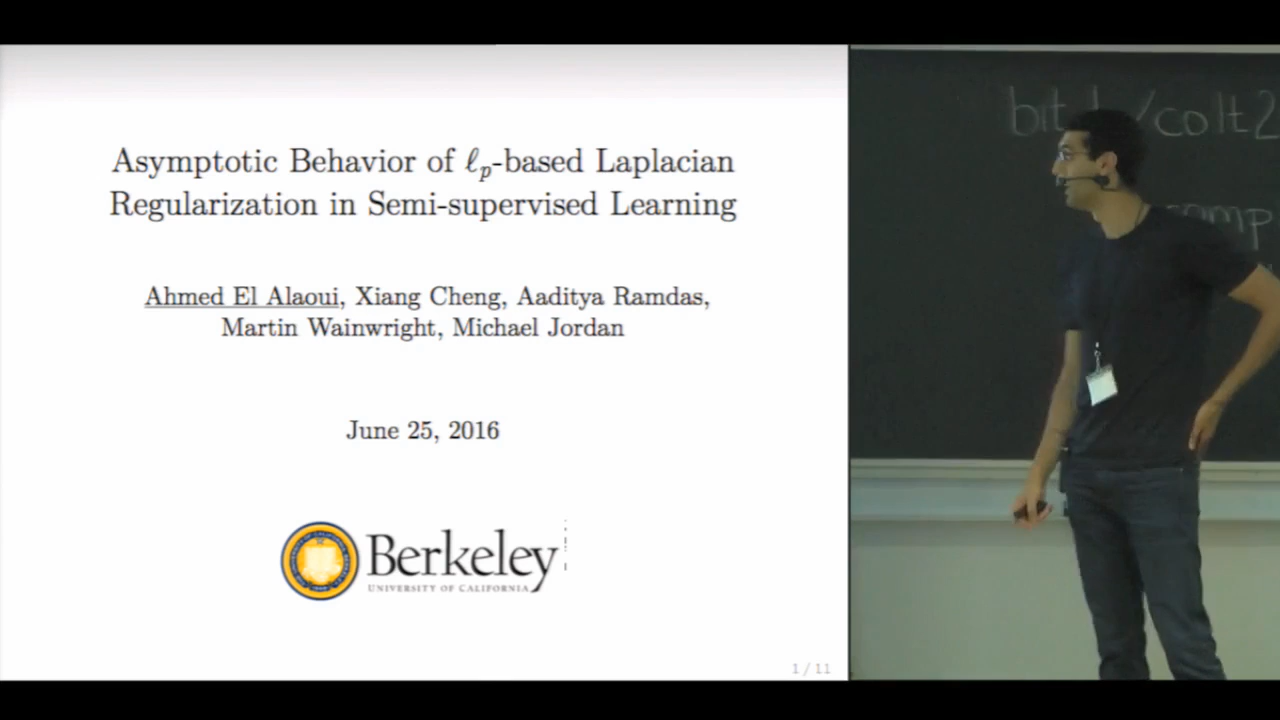 Asymptotic Behavior of ℓp-based Laplacian
Regularization in Semi-supervised Learning
Ahmed El Alaoui, Xiang Cheng, Aaditya Ramdas,
Martin Wainwright, Michael Jordan
June 25, 2016
Berkeley
UNIVERSITY OF CALIFORNIA
1 / 11
/colt2